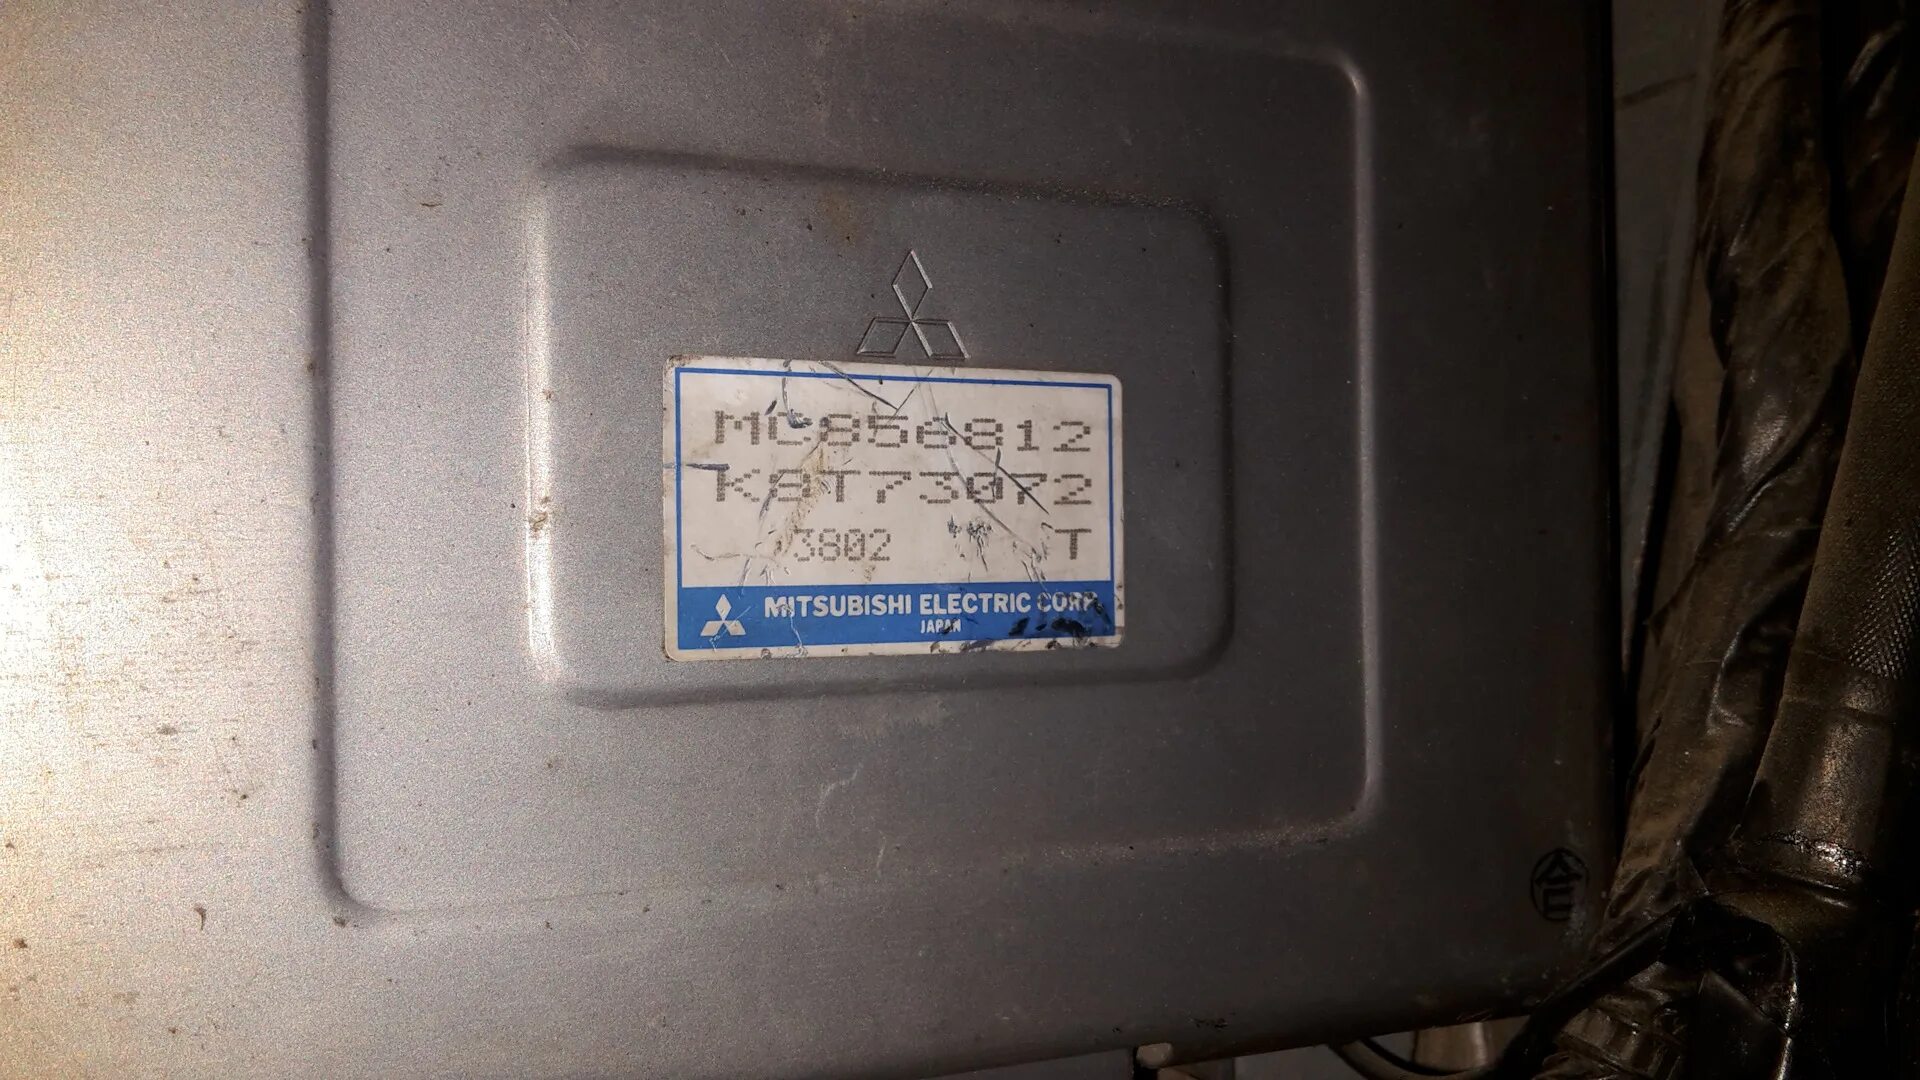 MC856812
K8T73072
3802 T
MITSUBISHI ELECTRIC CORP.
JAPAN